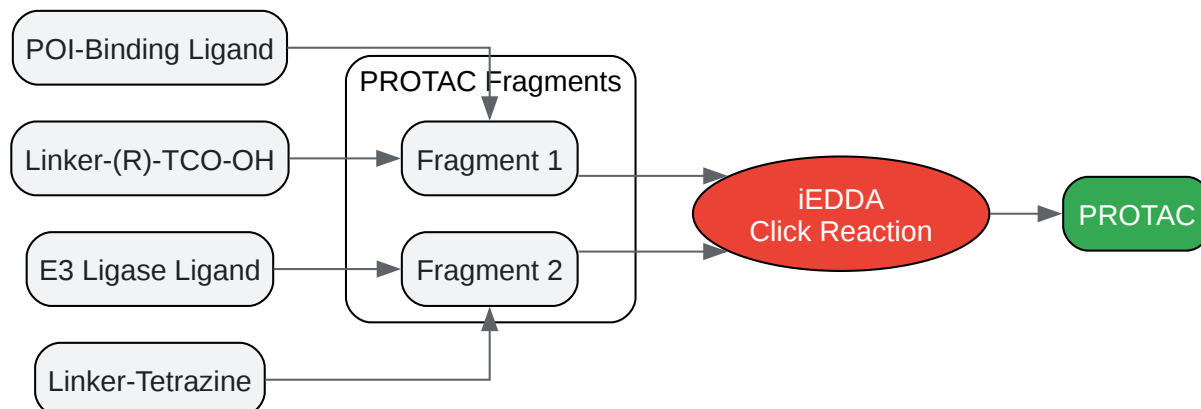 POI-Binding Ligand
PROTAC Fragments
Linker-(R)-TCO-OH
Fragment 1
iEDDA
Click Reaction
PROTAC
E3 Ligase Ligand
Fragment 2
Linker-Tetrazine